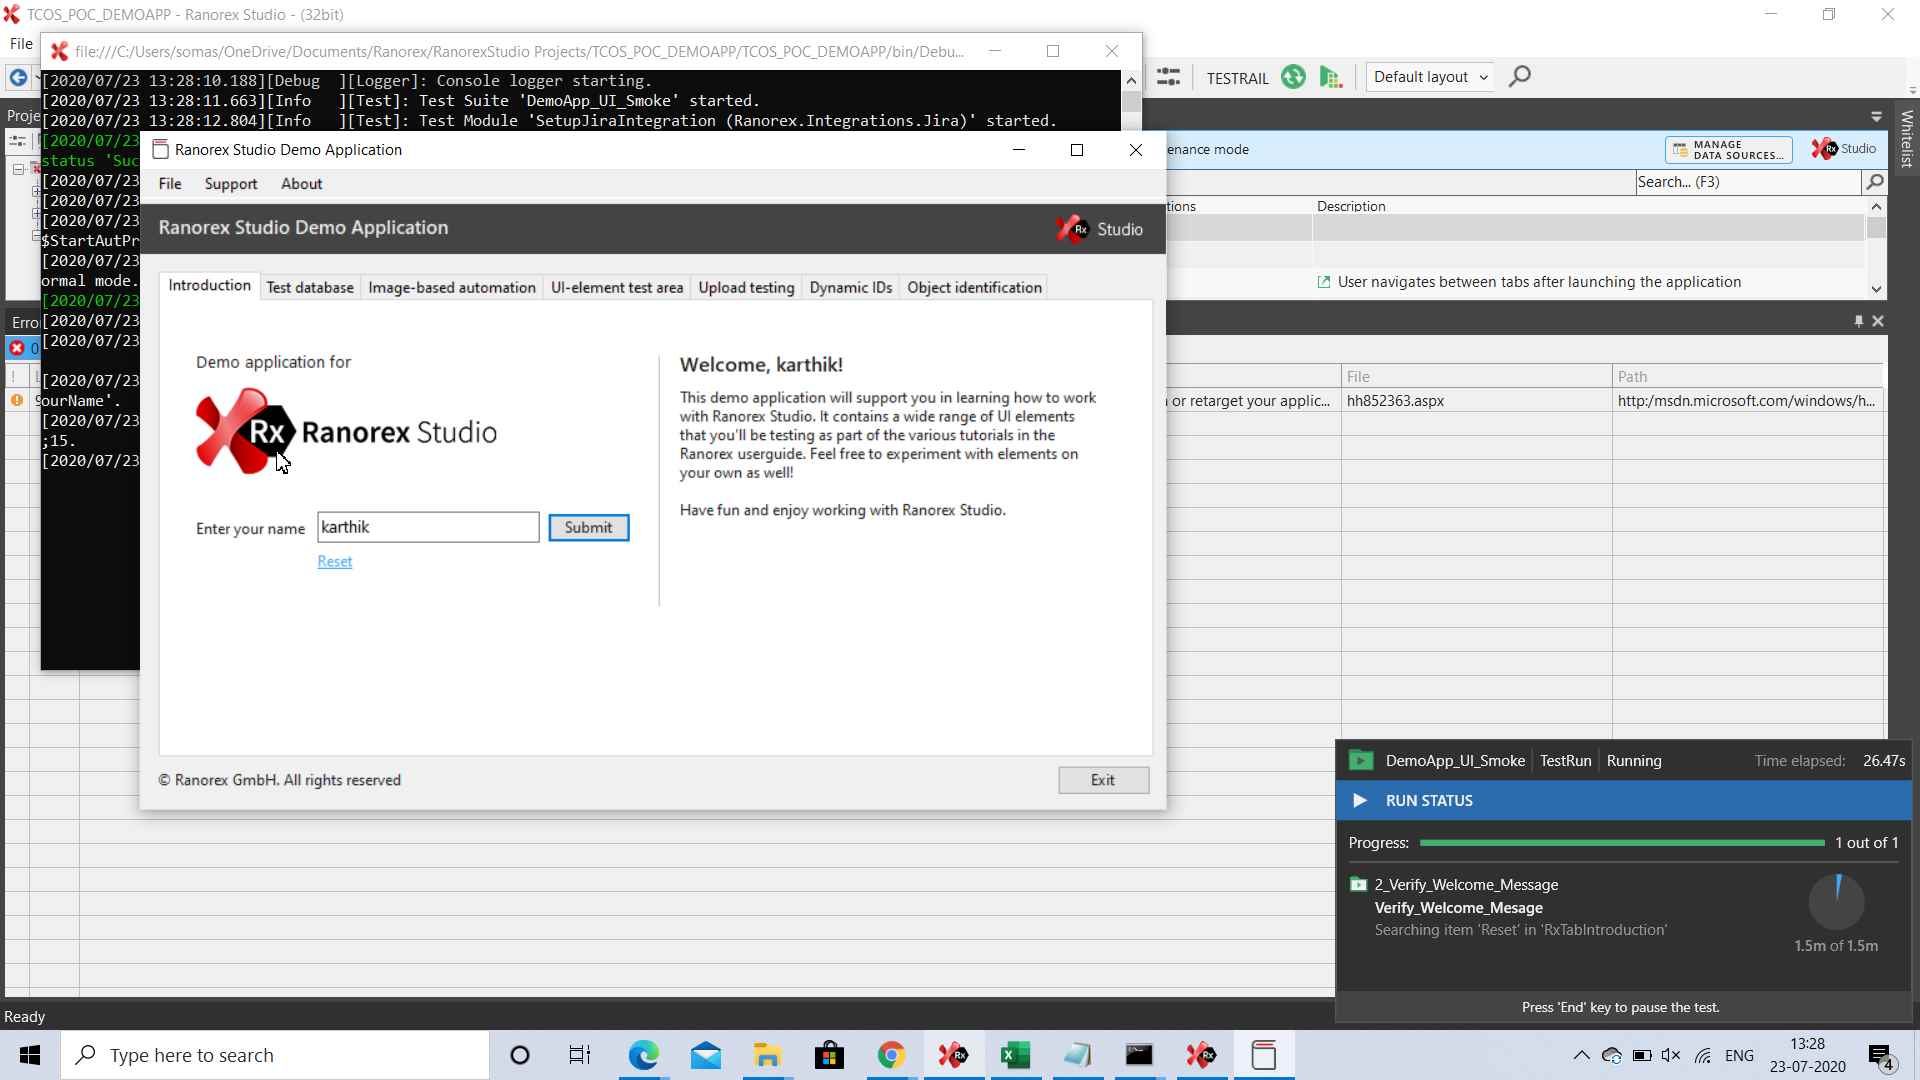 TCOS_POC_DEMOAPP - Ranorex Studio - (32bit)
File
file:///C:/Users/somas/OneDrive/Documents/Ranorex/RanorexStudio Projects/TCOS_POC_DEMOAPP/TCOS_POC_DEMOAPP/bin/Debu...
[2020/07/23 13:28:10.188][Debug  ][Logger]: Console logger starting.
[2020/07/23 13:28:11.663][Info   ][Test]: Test Suite 'DemoApp_UI_Smoke' started.
[2020/07/23 13:28:12.804][Info   ][Test]: Test Module 'SetupJiraIntegration (Ranorex.Integrations.Jira)' started.
[2020/07/23
status 'Suc
[2020/07/23
[2020/07/23
[2020/07/23
$StartAutPr
[2020/07/23
ormal mode.
[2020/07/23
[2020/07/23
[2020/07/23
[2020/07/23
ourName'.
[2020/07/23
;15.
[2020/07/23
TESTRAIL
Default layout
Proje
Erro
0
Whitelist
enance mode
MANAGE
DATA SOURCES...
Rx Studio
Search... (F3)
tions
Description
User navigates between tabs after launching the application
!
File
Path
or retarget your applic...
hh852363.aspx
http:/msdn.microsoft.com/windows/h...
Ranorex Studio Demo Application
File
Support
About
Ranorex Studio Demo Application
Rx Studio
Introduction
Test database
Image-based automation
UI-element test area
Upload testing
Dynamic IDs
Object identification
Demo application for
Rx Ranorex Studio
Enter your name
karthik
Submit
Reset
Welcome, karthik!
This demo application will support you in learning how to work
with Ranorex Studio. It contains a wide range of UI elements
that you'll be testing as part of the various tutorials in the
Ranorex userguide. Feel free to experiment with elements on
your own as well!
Have fun and enjoy working with Ranorex Studio.
© Ranorex GmbH. All rights reserved
Exit
DemoApp_UI_Smoke
TestRun
Running
Time elapsed: 26.47s
RUN STATUS
Progress:
1 out of 1
2_Verify_Welcome_Message
Verify_Welcome_Mesage
Searching item 'Reset' in 'RxTabIntroduction'
1.5m of 1.5m
Press 'End' key to pause the test.
Ready
Type here to search
Rx
Rx
ENG
13:28
23-07-2020
4